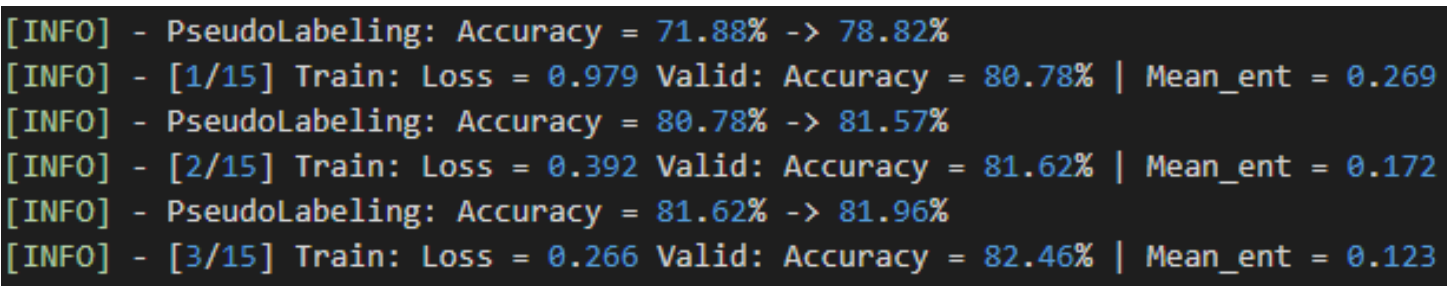 [INFO] - PseudoLabeling: Accuracy = 71.88% -> 78.82%
[INFO] - [1/15] Train: Loss = 0.979 Valid: Accuracy = 80.78% | Mean_ent = 0.269
[INFO] - PseudoLabeling: Accuracy = 80.78% -> 81.57%
[INFO] - [2/15] Train: Loss = 0.392 Valid: Accuracy = 81.62% | Mean_ent = 0.172
[INFO] - PseudoLabeling: Accuracy = 81.62% -> 81.96%
[INFO] - [3/15] Train: Loss = 0.266 Valid: Accuracy = 82.46% | Mean_ent = 0.123